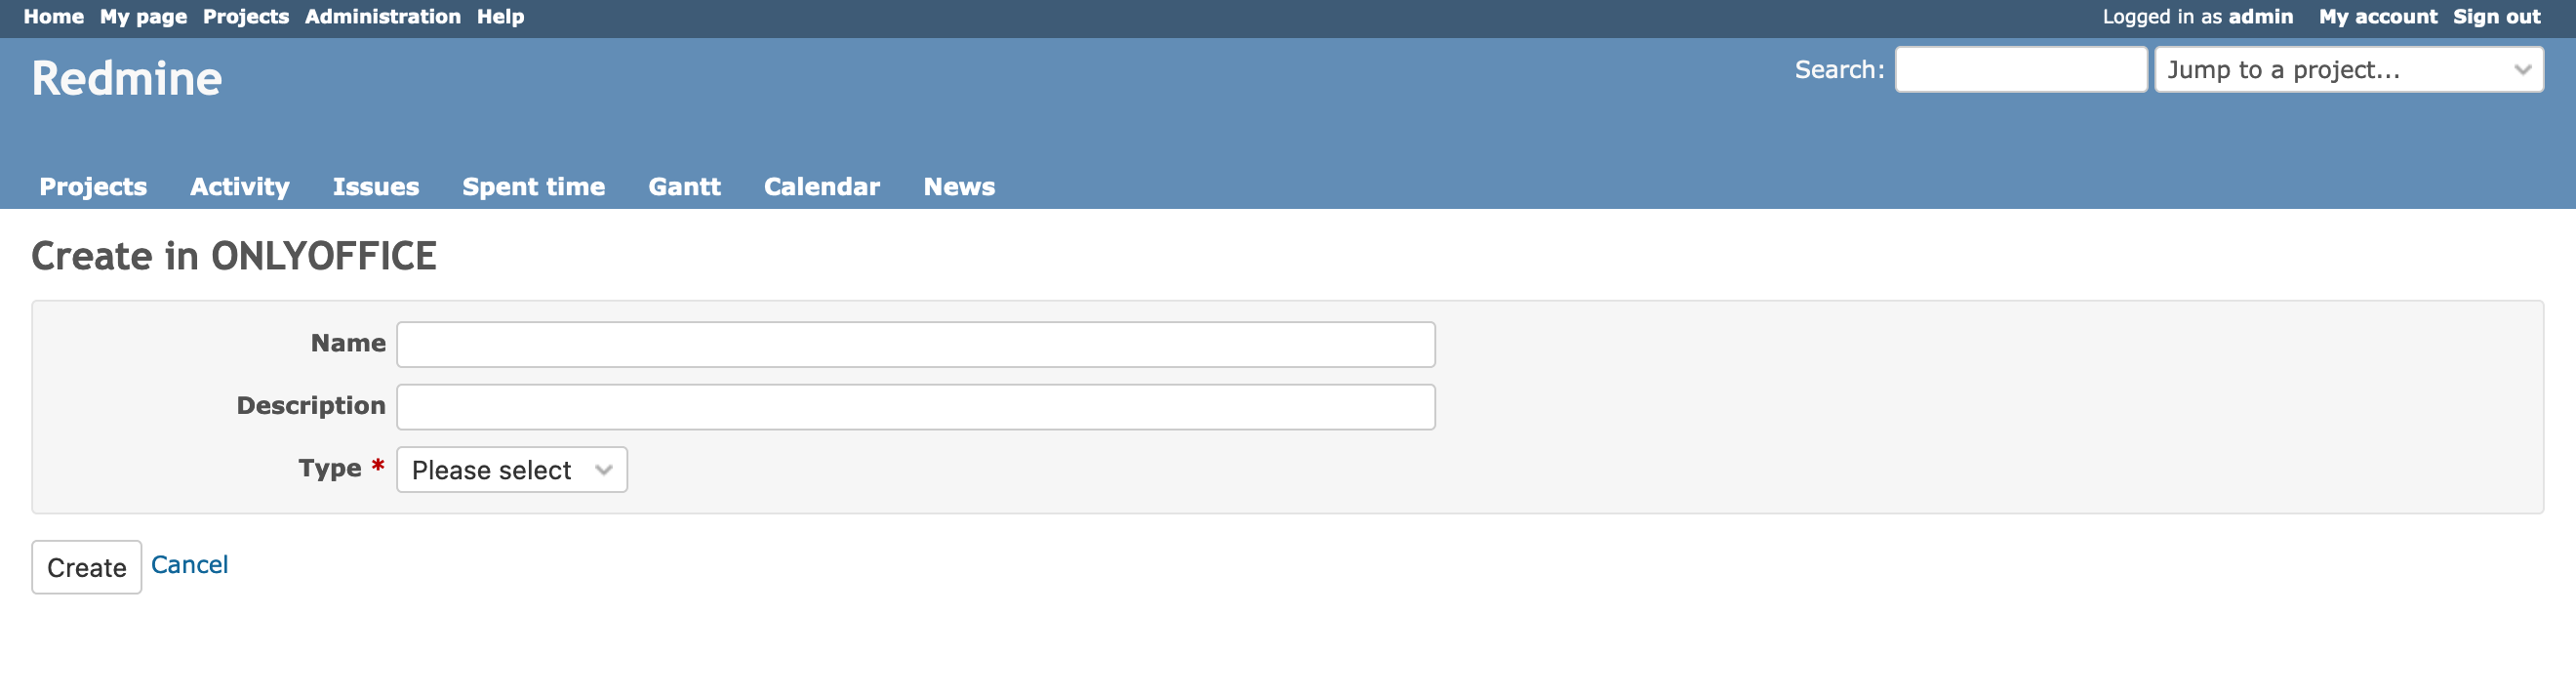 Home My page Projects Administration Help Logged in as admin My account Sign out
Redmine Search: Jump to a project...
Projects Activity Issues Spent time Gantt Calendar News
Create in ONLYOFFICE
Name
Description
Type * Please select
Create Cancel